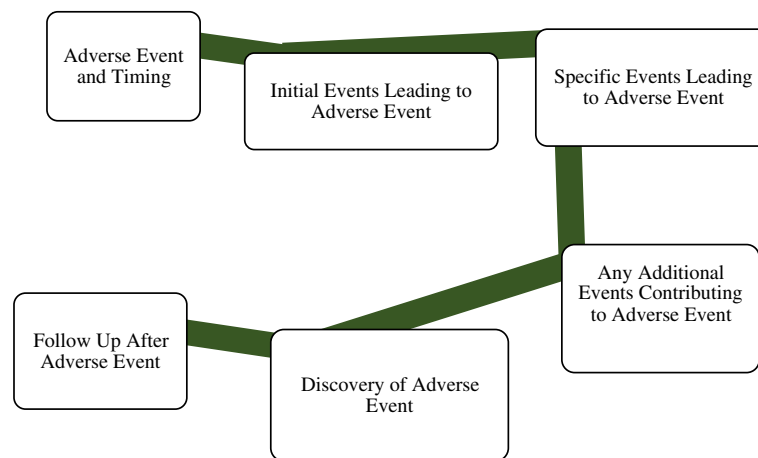 Adverse Event
and Timing
Initial Events Leading to
Adverse Event
Specific Events Leading
to Adverse Event
Any Additional
Events Contributing
to Adverse Event
Discovery of Adverse
Event
Follow Up After
Adverse Event